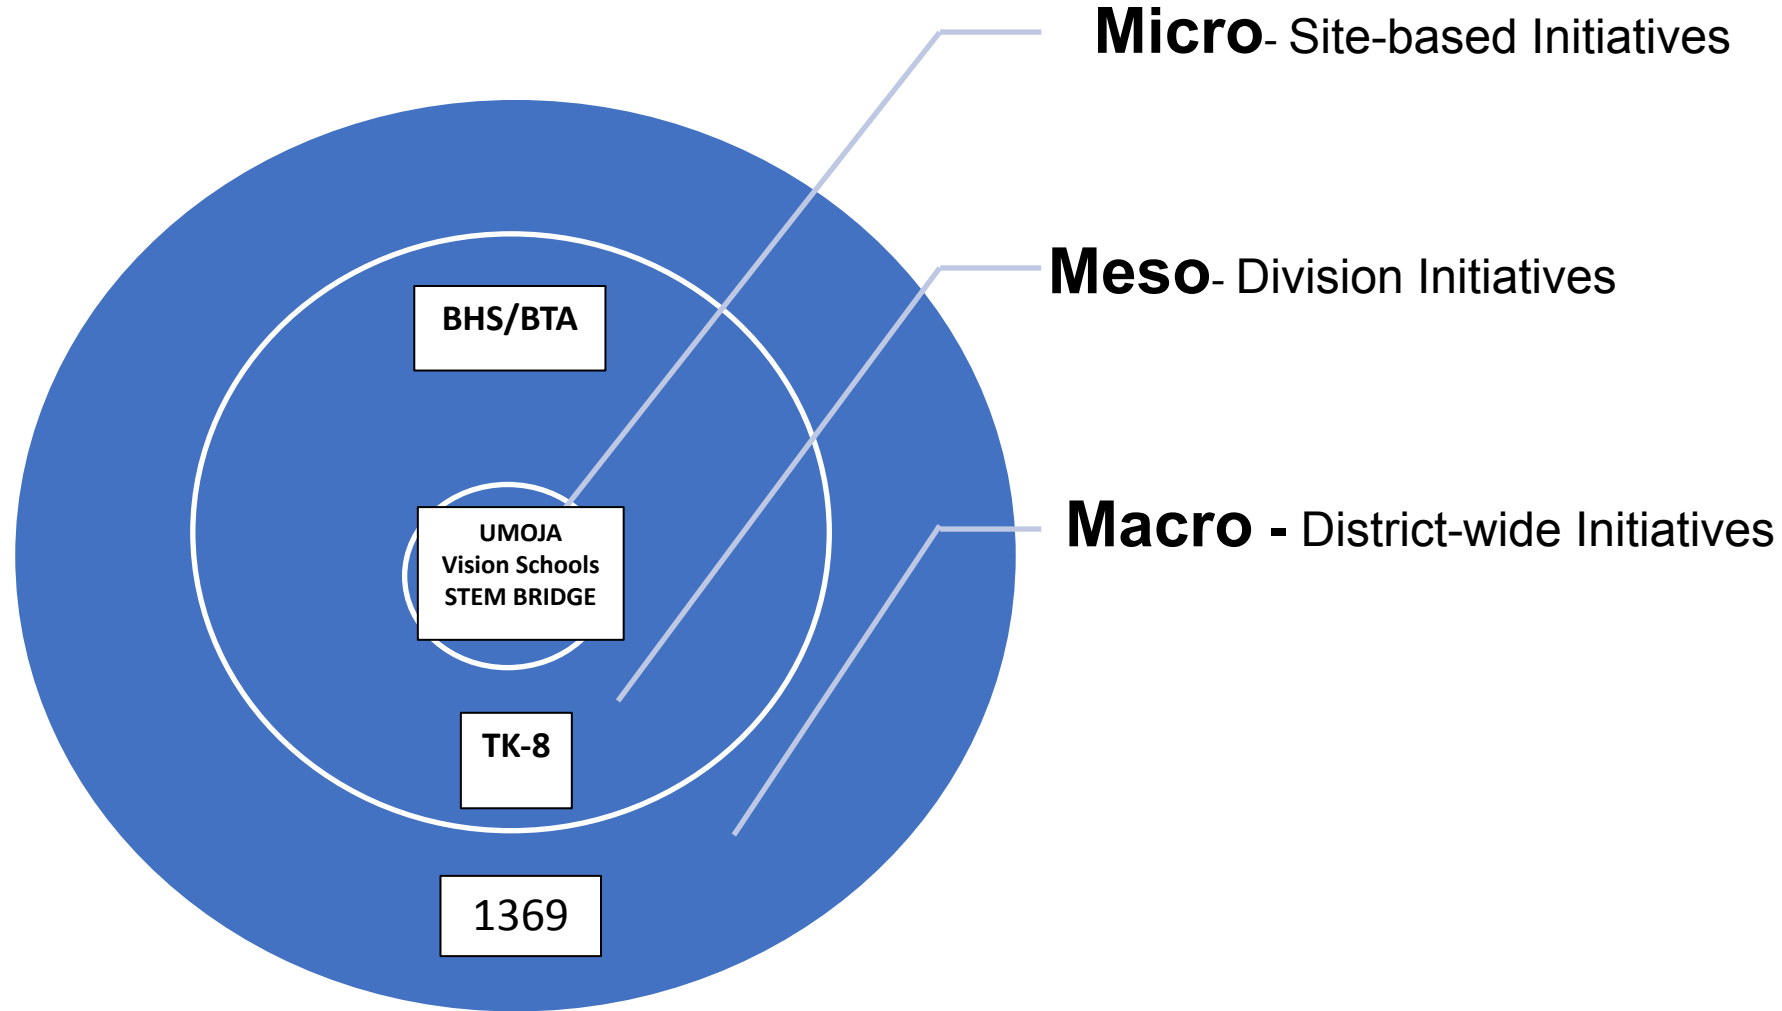 Micro- Site-based Initiatives
Meso- Division Initiatives
BHS/BTA
Macro - District-wide Initiatives
UMOJA
Vision Schools
STEM BRIDGE
TK-8
1369